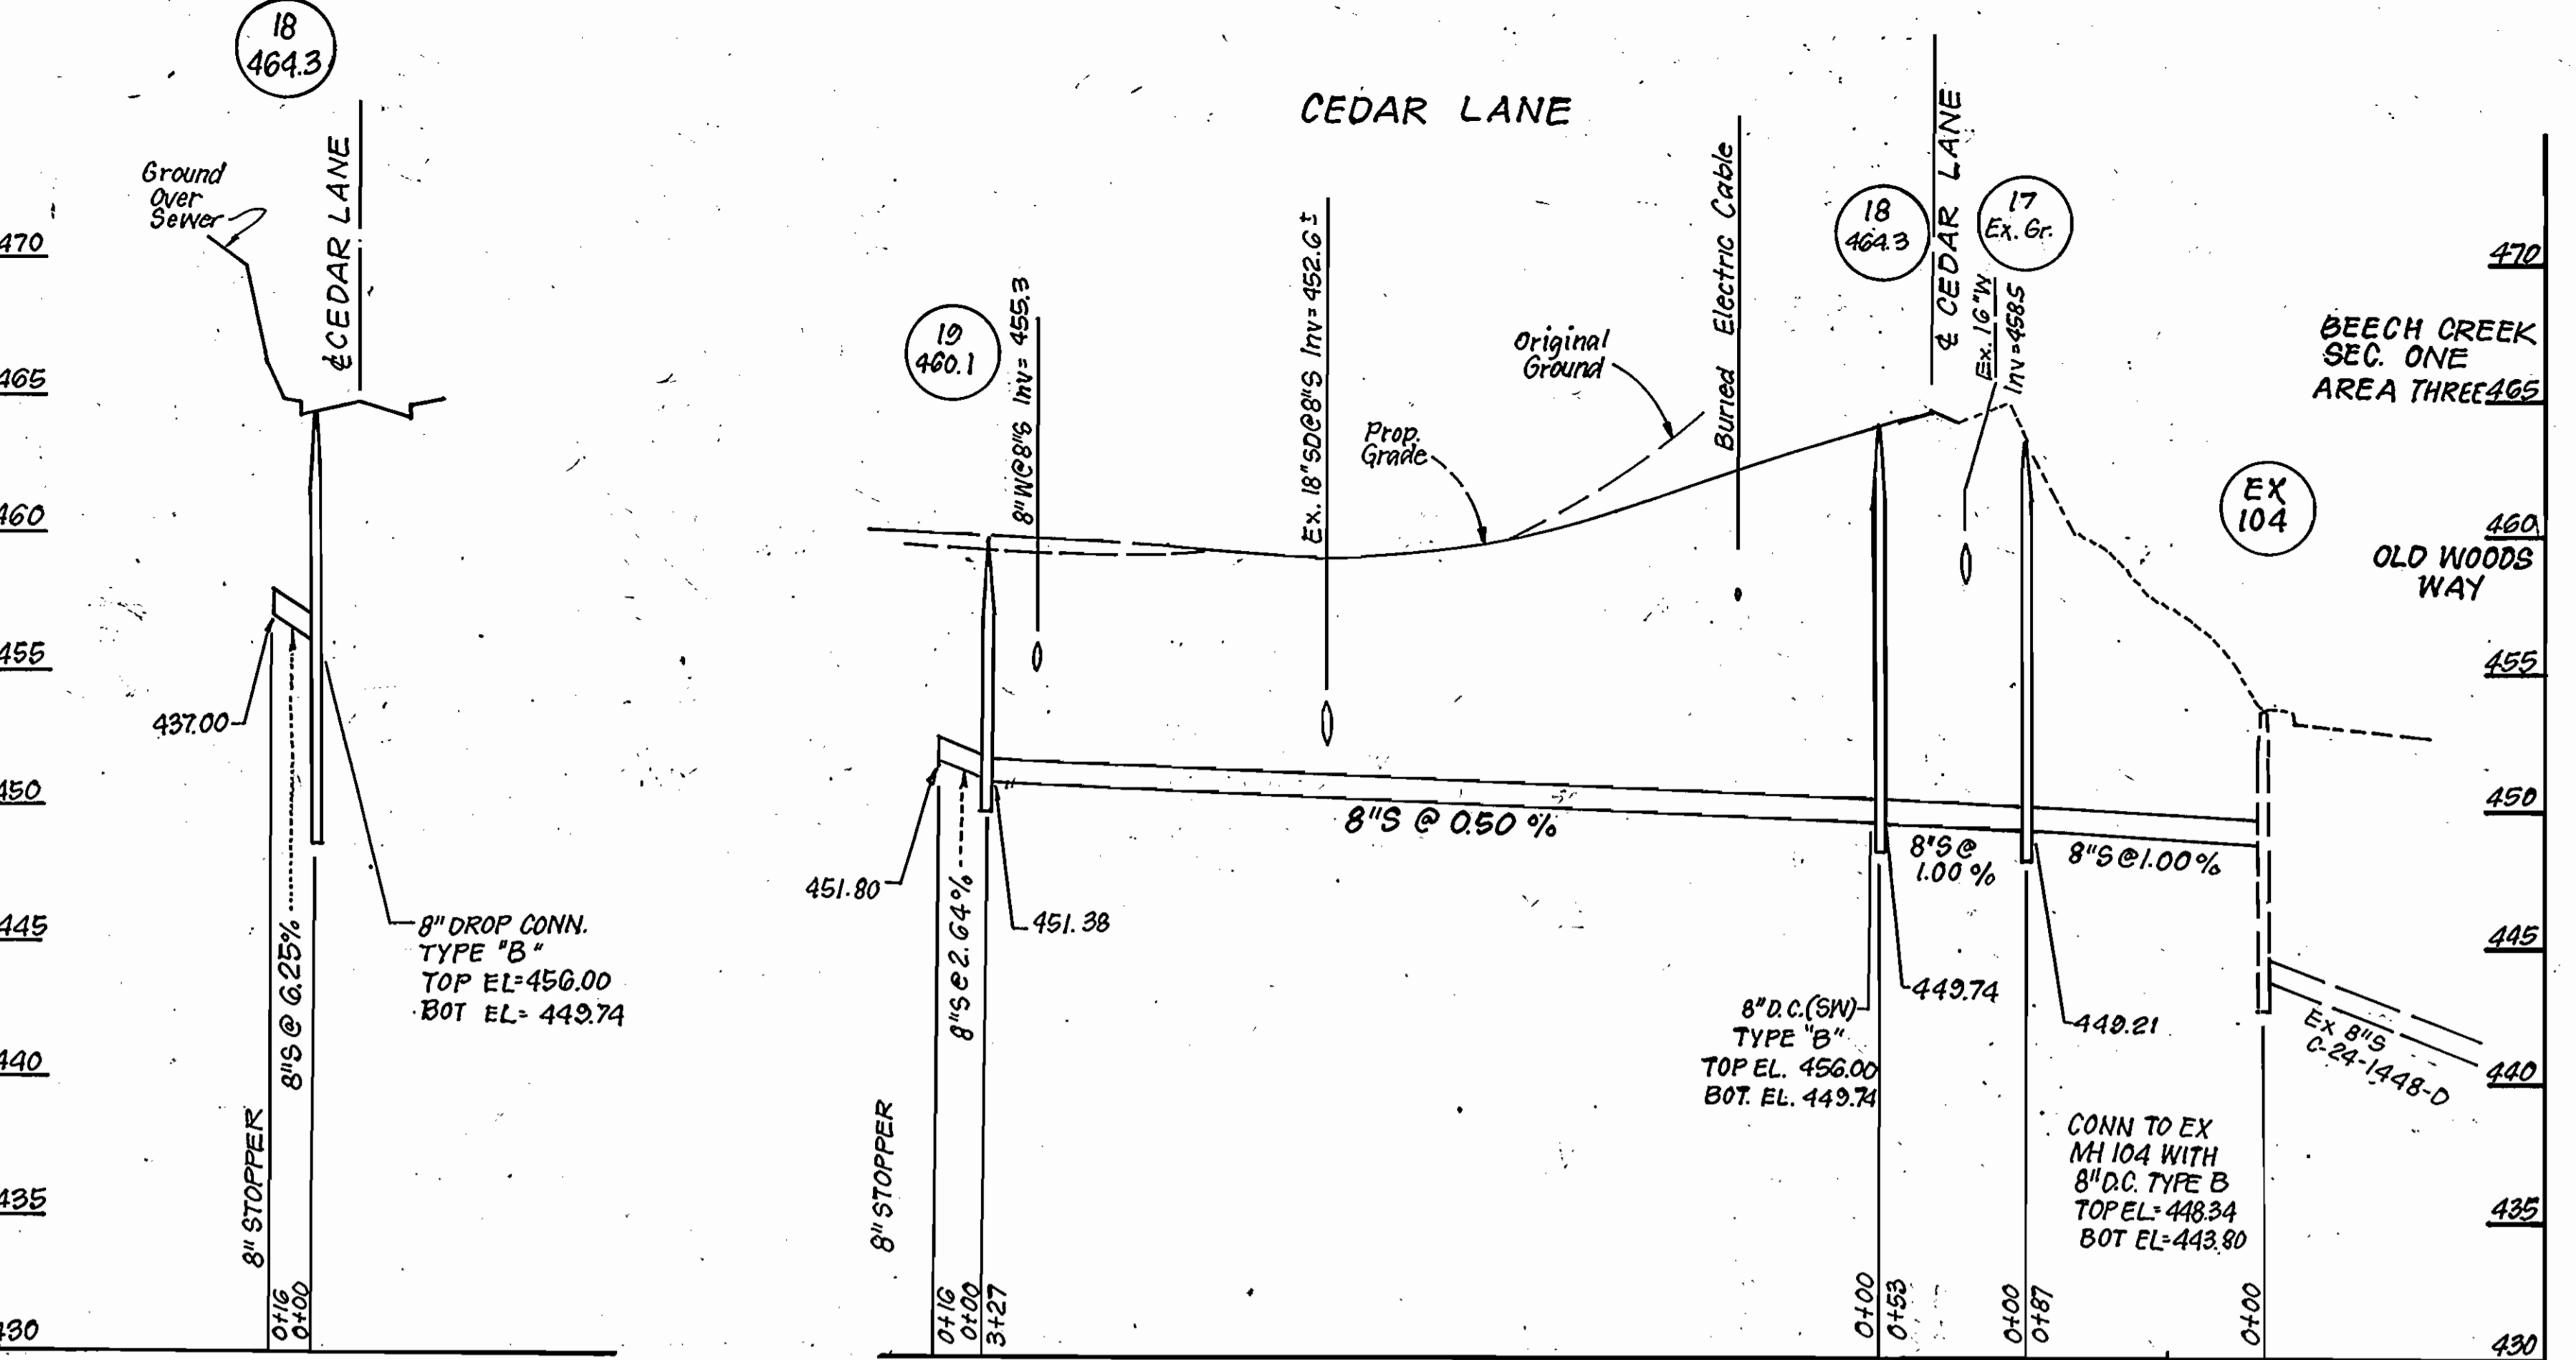 18
464.3
Ground
Over
Sewer
℄ CEDAR LANE
470
465
460
455
450
445
440
435
430
437.00
8"S @ 6.25%
8" DROP CONN.
TYPE "B"
TOP EL=456.00
BOT EL= 449.74
8" STOPPER
0+16
0+00
CEDAR LANE
19
460.1
8"W@8"S Inv= 455.3
Ex. 18"SD@8"S Inv= 452.6±
Prop.
Grade
Original
Ground
Buried Electric Cable
18
464.3
℄ CEDAR LANE
17
Ex. Gr.
Ex. 16"W
Inv=458.5
EX
104
BEECH CREEK
SEC. ONE
AREA THREE
OLD WOODS
WAY
470
465
460
455
450
445
440
435
430
451.80
8"S@2.64%
451.38
8"S @ 0.50 %
8"S @
1.00 %
8"S @1.00%
449.74
449.21
8" D.C.(SW)
TYPE "B"
TOP EL. 456.00
BOT. EL. 449.74
Ex 8"S
C-24-1448-D
CONN TO EX
MH 104 WITH
8" D.C. TYPE B
TOP EL=448.34
BOT EL=443.80
8" STOPPER
0+16
0+00
3+27
0+00
0+53
0+00
0+87
0+00